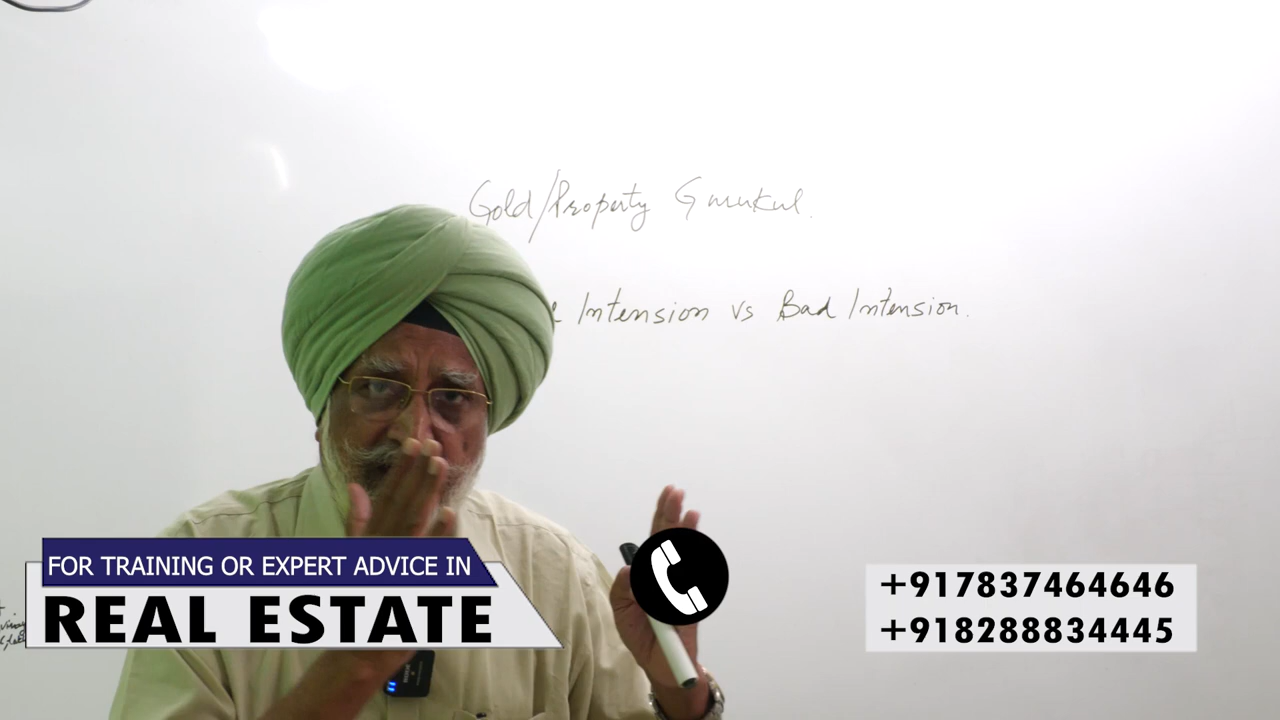 Gold/Property Gurukul.
Intension vs Bad Intension.
FOR TRAINING OR EXPERT ADVICE IN
REAL ESTATE
+917837464646
+918288834445